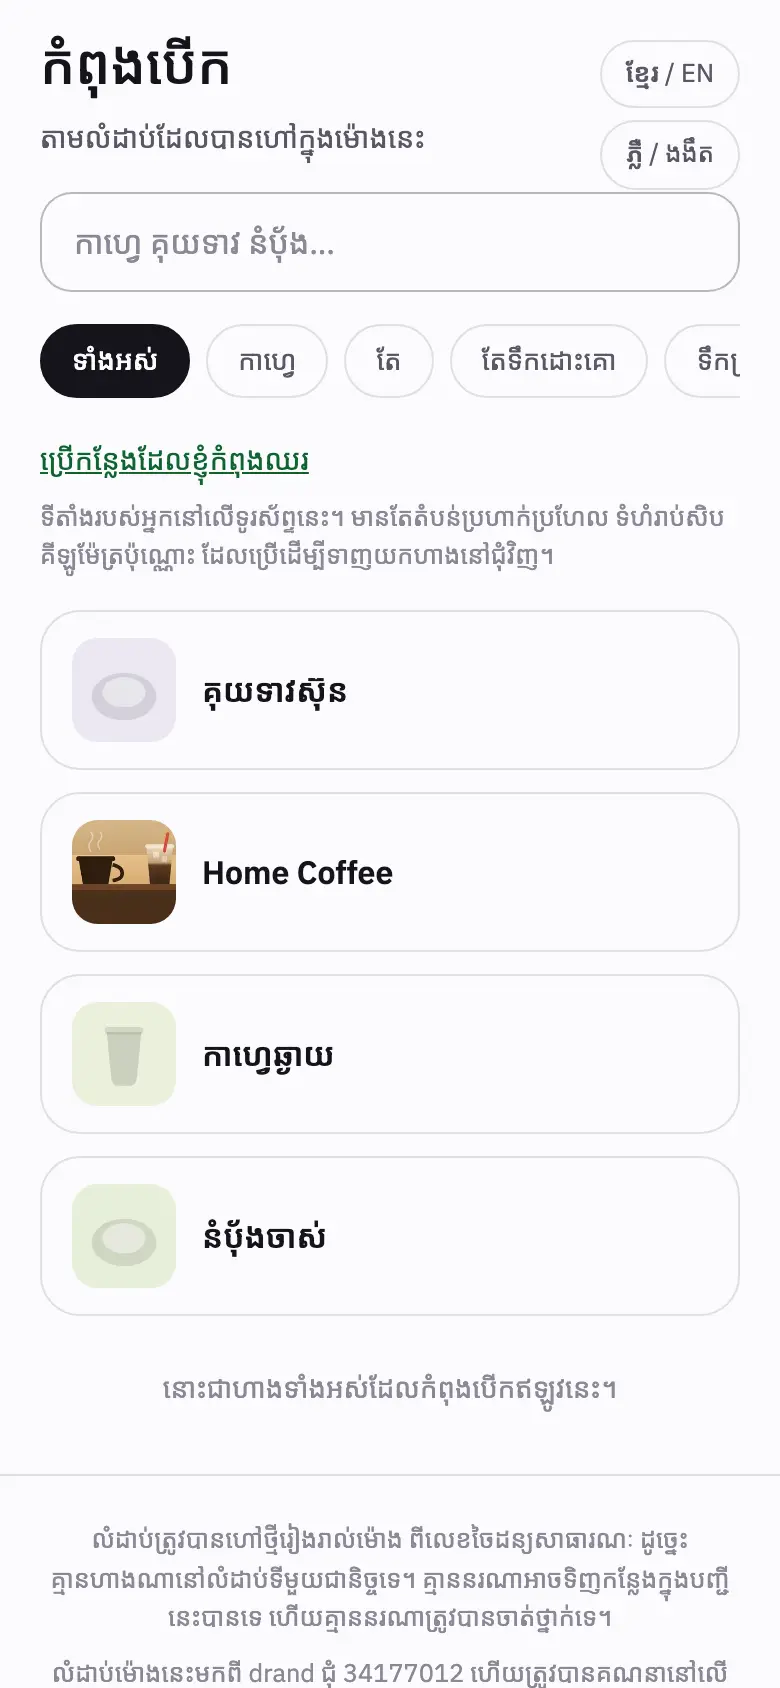 កំពុងបើក
ខ្មែរ / EN
តាមលំដាប់ដែលបានហៅក្នុងម៉ោងនេះ
ភ្លឺ / ងងឹត
កាហ្វេ គុយទាវ នំប៉័ង...
ទាំងអស់
កាហ្វេ
តែ
តែទឹកដោះគោ
ប្រើកន្លែងដែលខ្ញុំកំពុងឈរ
ទីតាំងរបស់អ្នកនៅលើទូរស័ព្ទនេះ។ មានតែតំបន់ប្រហាក់ប្រហែល ទំហំរាប់សិប
គីឡូម៉ែត្រប៉ុណ្ណោះ ដែលប្រើដើម្បីទាញយកហាងនៅជុំវិញ។
គុយទាវស៊ុន
Home Coffee
កាហ្វេឆ្ងាយ
នំប៉័ងចាស់
នោះជាហាងទាំងអស់ដែលកំពុងបើកឥឡូវនេះ។
លំដាប់ត្រូវបានហៅថ្មីរៀងរាល់ម៉ោង ពីលេខចៃដន្យសាធារណៈ ដូច្នេះ
គ្មានហាងណានៅលំដាប់ទីមួយជានិច្ចទេ។ គ្មាននរណាអាចទិញកន្លែងក្នុងបញ្ជី
នេះបានទេ ហើយគ្មាននរណាត្រូវបានចាត់ថ្នាក់ទេ។
លំដាប់ម៉ោងនេះមកពី drand ជុំ 34177012 ហើយត្រូវបានគណនានៅលើ